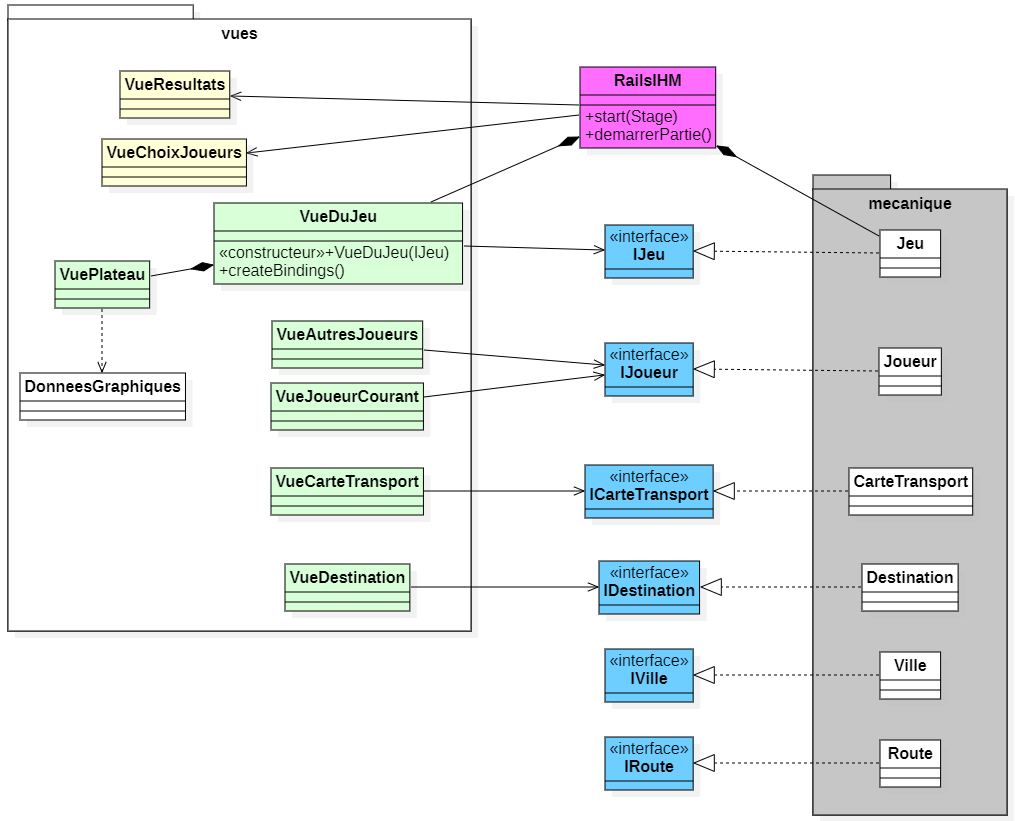 vues
VueResultats
VueChoixJoueurs
VueDuJeu
«constructeur»+VueDuJeu(IJeu)
+createBindings()
VuePlateau
DonneesGraphiques
VueAutresJoueurs
VueJoueurCourant
VueCarteTransport
VueDestination
RailsIHM
+start(Stage)
+demarrerPartie()
«interface»
IJeu
«interface»
IJoueur
«interface»
ICarteTransport
«interface»
IDestination
«interface»
IVille
«interface»
IRoute
mecanique
Jeu
Joueur
CarteTransport
Destination
Ville
Route